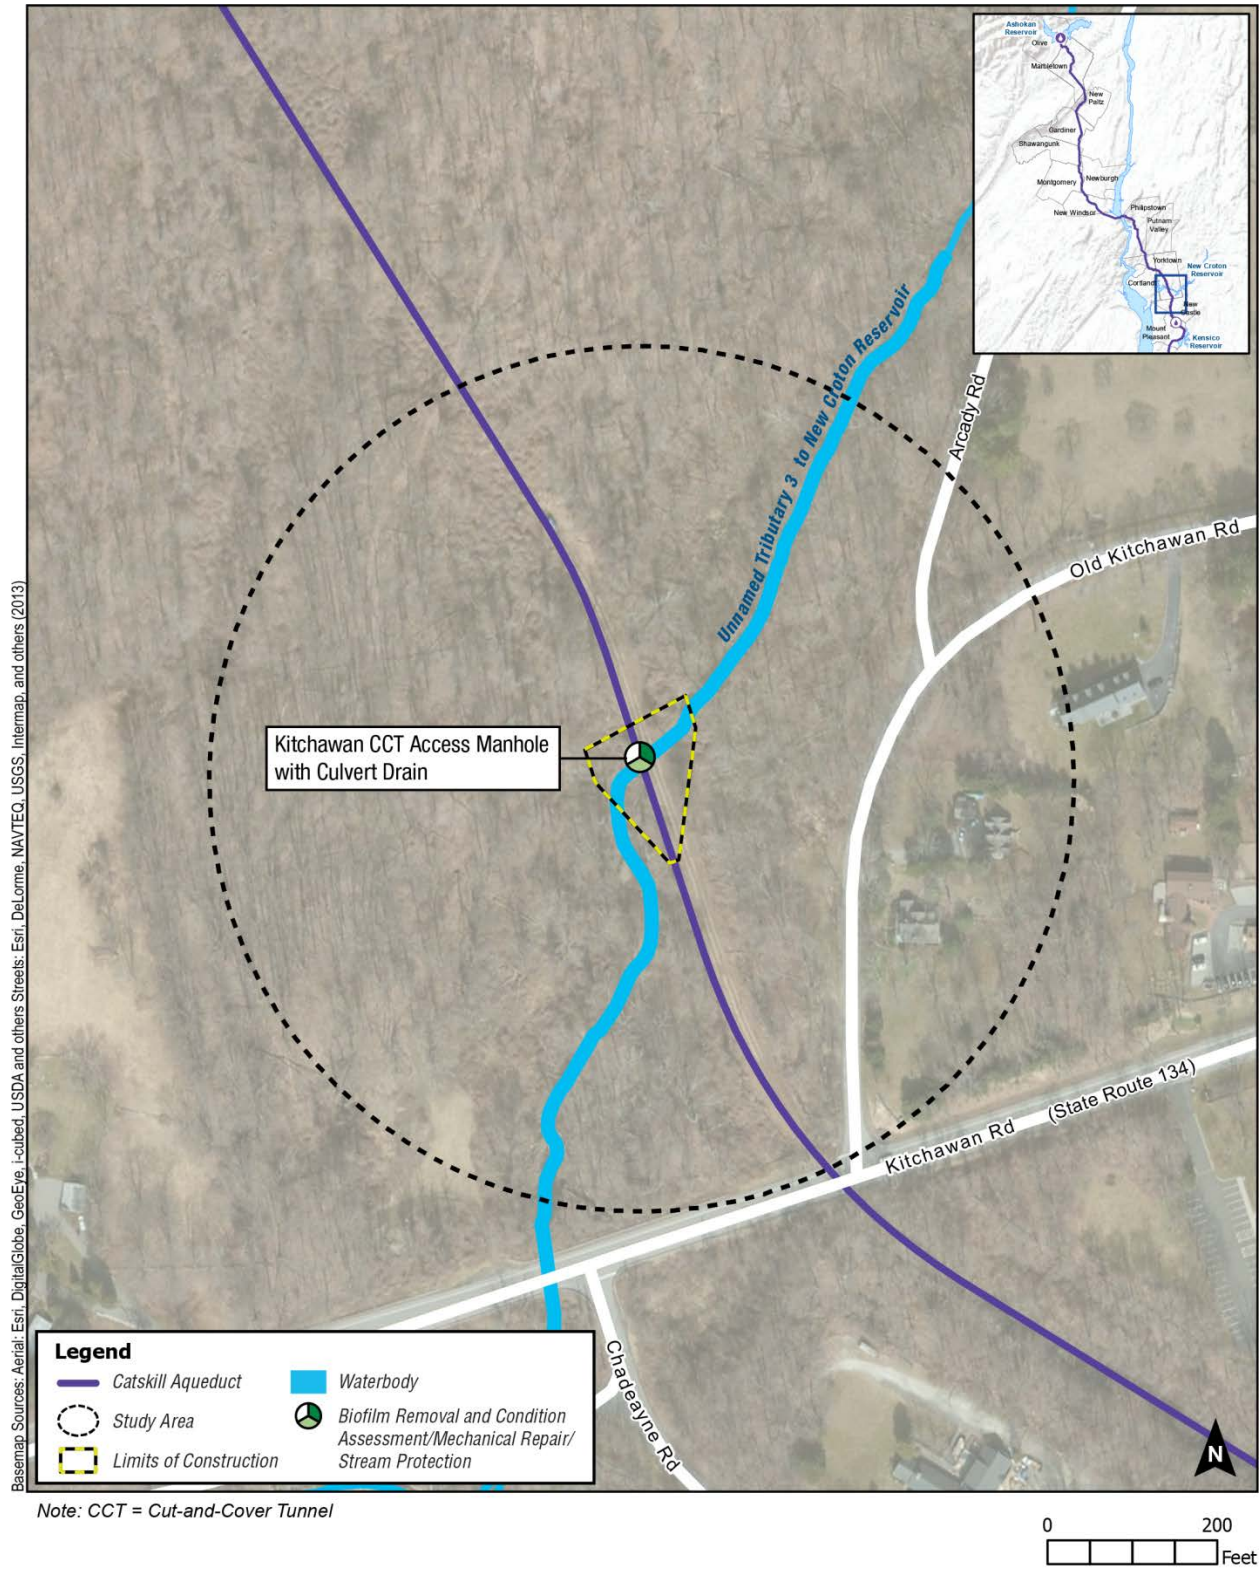 Ashokan
Reservoir
Olive
Marbletown
New
Paltz
Gardiner
Shawangunk
Montgomery
Newburgh
New Windsor
Philipstown
Putnam
Valley
Yorktown
New Croton
Reservoir
Cortlandt
New
Castle
Mount
Pleasant
Kensico
Reservoir
Unnamed Tributary 3 to New Croton Reservoir
Arcady Rd
Old Kitchawan Rd
Kitchawan CCT Access Manhole
with Culvert Drain
Kitchawan Rd (State Route 134)
Chadeayne Rd
Basemap Sources: Aerial: Esri, DigitalGlobe, GeoEye, i-cubed, USDA and others Streets: Esri, DeLorme, NAVTEQ, USGS, Intermap, and others (2013)
Legend
Catskill Aqueduct
Study Area
Limits of Construction
Waterbody
Biofilm Removal and Condition
Assessment/Mechanical Repair/
Stream Protection
N
Note: CCT = Cut-and-Cover Tunnel
0 200
Feet